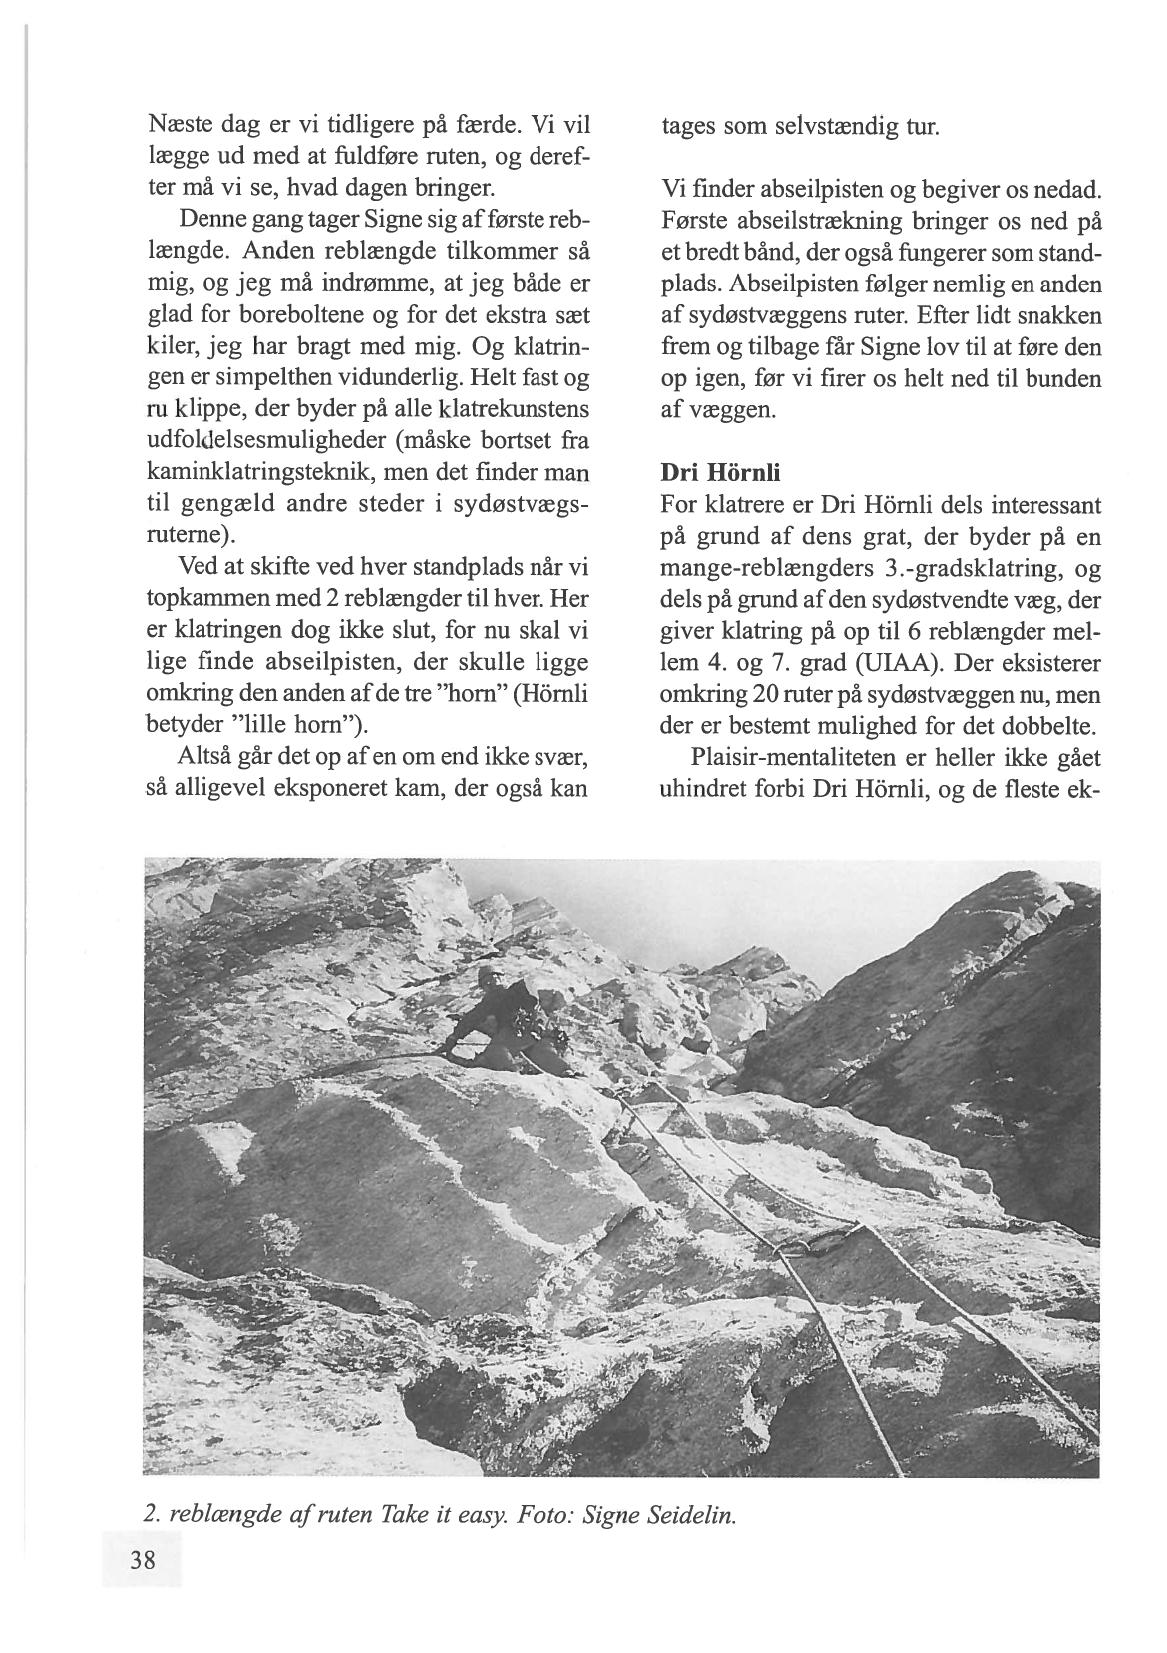 Næste dag er vi tidligere på færde. Vi vil
lægge ud med at fuldføre ruten, og deref-
ter må vi se, hvad dagen bringer.
Denne gang tager Signe sig af første reb-
længde. Anden reblængde tilkommer så
mig, og jeg må indrømme, at jeg både er
glad for boreboltene og for det ekstra sæt
kiler, jeg har bragt med mig. Og klatrin-
gen er simpelthen vidunderlig. Helt fast og
ru klippe, der byder på alle klatrekunstens
udfoldelsesmuligheder (måske bortset fra
kaminklatringsteknik, men det finder man
til gengæld andre steder i sydøstvægs-
ruterne).
Ved at skifte ved hver standplads når vi
topkammen med 2 reblængder til hver. Her
er klatringen dog ikke slut, for nu skal vi
lige finde abseilpisten, der skulle ligge
omkring den anden af de tre ”horn” (Hörnli
betyder ”lille horn”).
Altså går det op af en om end ikke svær,
så alligevel eksponeret kam, der også kan
tages som selvstændig tur.
Vi finder abseilpisten og begiver os nedad.
Første abseilstrækning bringer os ned på
et bredt bånd, der også fungerer som stand-
plads. Abseilpisten følger nemlig en anden
af sydøstvæggens ruter. Efter lidt snakken
frem og tilbage får Signe lov til at føre den
op igen, før vi firer os helt ned til bunden
af væggen.
Dri Hörnli
For klatrere er Dri Hörnli dels interessant
på grund af dens grat, der byder på en
mange-reblængders 3.-gradsklatring, og
dels på grund af den sydøstvendte væg, der
giver klatring på op til 6 reblængder mel-
lem 4. og 7. grad (UIAA). Der eksisterer
omkring 20 ruter på sydøstvæggen nu, men
der er bestemt mulighed for det dobbelte.
Plaisir-mentaliteten er heller ikke gået
uhindret forbi Dri Hörnli, og de fleste ek-
2. reblængde af ruten Take it easy. Foto: Signe Seidelin.
38